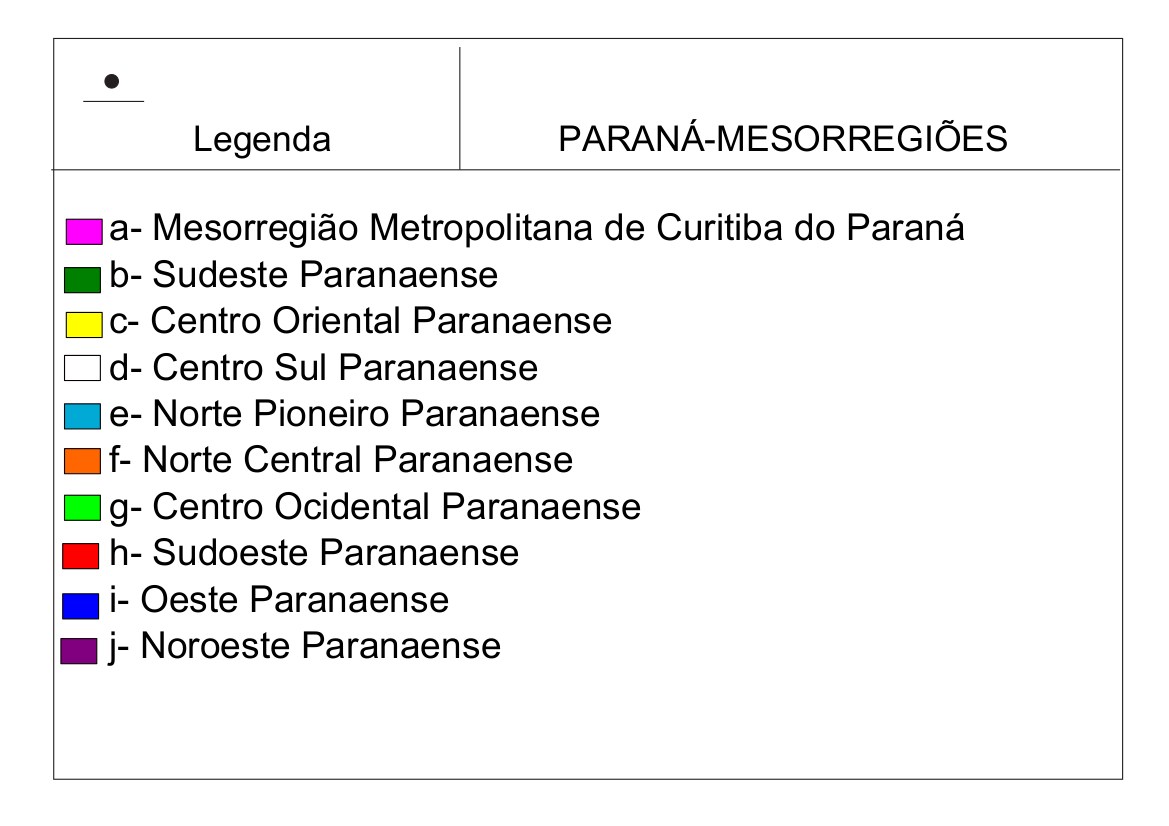 Legenda
PARANÁ-MESORREGIÕES
a- Mesorregião Metropolitana de Curitiba do Paraná
b- Sudeste Paranaense
c- Centro Oriental Paranaense
d- Centro Sul Paranaense
e- Norte Pioneiro Paranaense
f- Norte Central Paranaense
g- Centro Ocidental Paranaense
h- Sudoeste Paranaense
i- Oeste Paranaense
j- Noroeste Paranaense